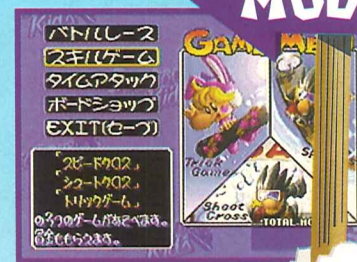 MOD
バトルレース
スキルゲーム
タイムアタック
ボードショップ
EXIT(セーブ)
GAME ME
Trick
Game
Sp
Shoot
Cross
TOTAL
「スピードクロス」
「シュートクロス」
「トリックゲーム」
の3つのゲームがあそべます。
賞金ももらえます。